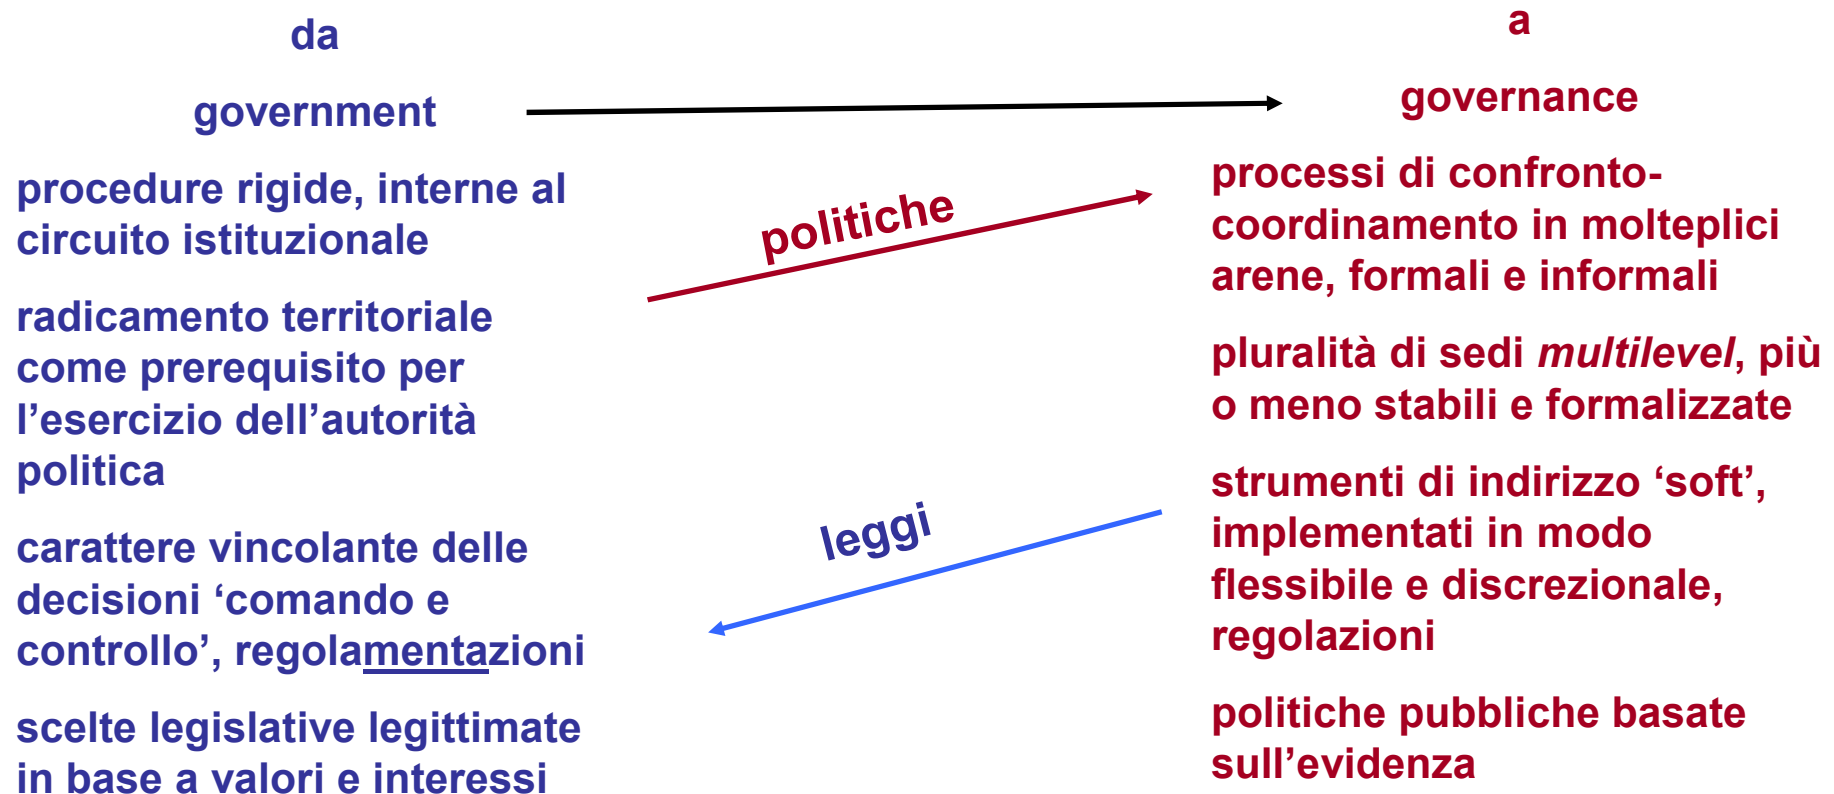 da
government
procedure rigide, interne al
circuito istituzionale
radicamento territoriale
come prerequisito per
l’esercizio dell’autorità
politica
carattere vincolante delle
decisioni ‘comando e
controllo’, regolamentazioni
scelte legislative legittimate
in base a valori e interessi
politiche
leggi
a
governance
processi di confronto-
coordinamento in molteplici
arene, formali e informali
pluralità di sedi multilevel, più
o meno stabili e formalizzate
strumenti di indirizzo ‘soft’,
implementati in modo
flessibile e discrezionale,
regolazioni
politiche pubbliche basate
sull’evidenza